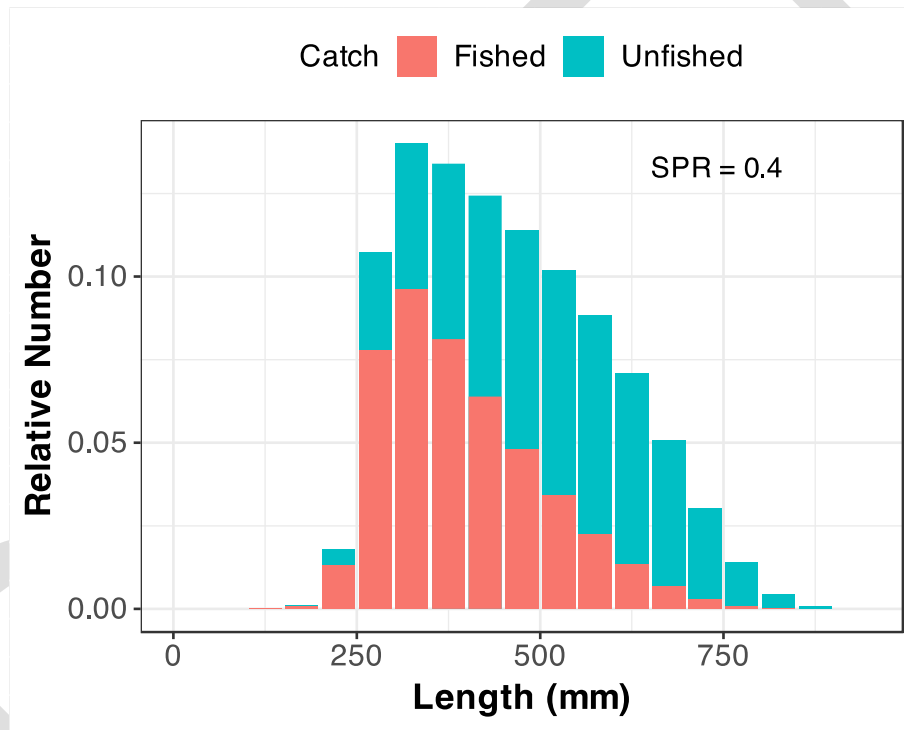 Catch Fished Unfished
SPR = 0.4
Relative Number
0.10
0.05
0.00
0 250 500 750
Length (mm)